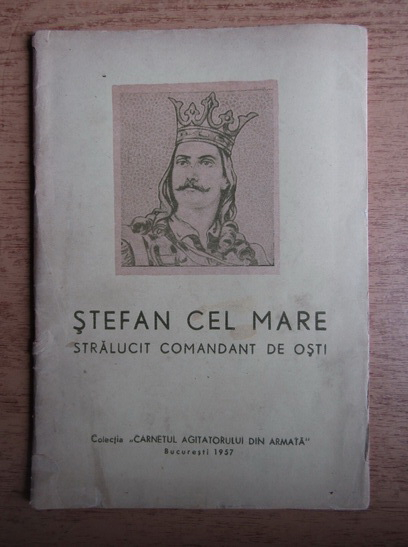 ŞTEFAN CEL MARE
STRĂLUCIT COMANDANT DE OŞTI
Colecţia „CARNETUL AGITATORULUI DIN ARMATĂ"
Bucureşti 1957